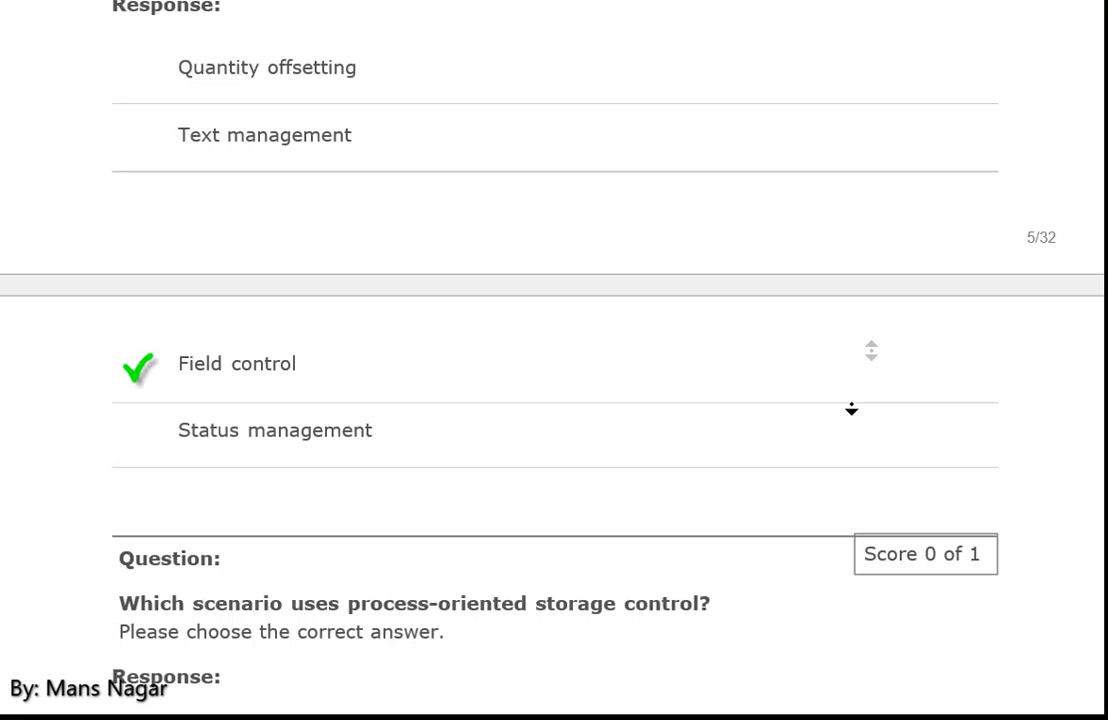 Response:
Quantity offsetting
Text management
5/32
Field control
Status management
Question:
Score 0 of 1
Which scenario uses process-oriented storage control?
Please choose the correct answer.
Response:
By: Mans Nagar